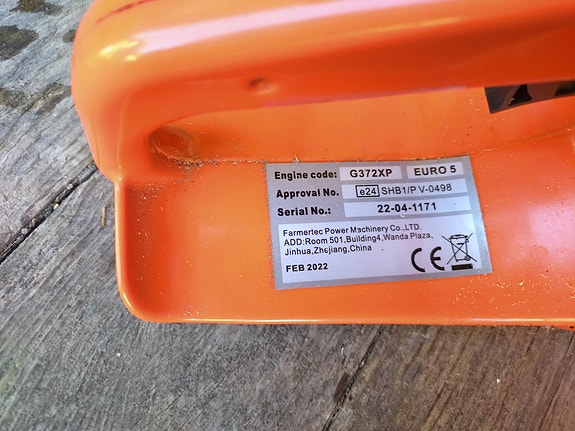 Engine code: G372XP EURO 5
Approval No. e24 SHB1/P V-0498
Serial No.: 22-04-1171
Farmertec Power Machinery Co.,LTD.
ADD:Room 501,Building4,Wanda Plaza,
Jinhua,Zhejiang,China
FEB 2022 CE